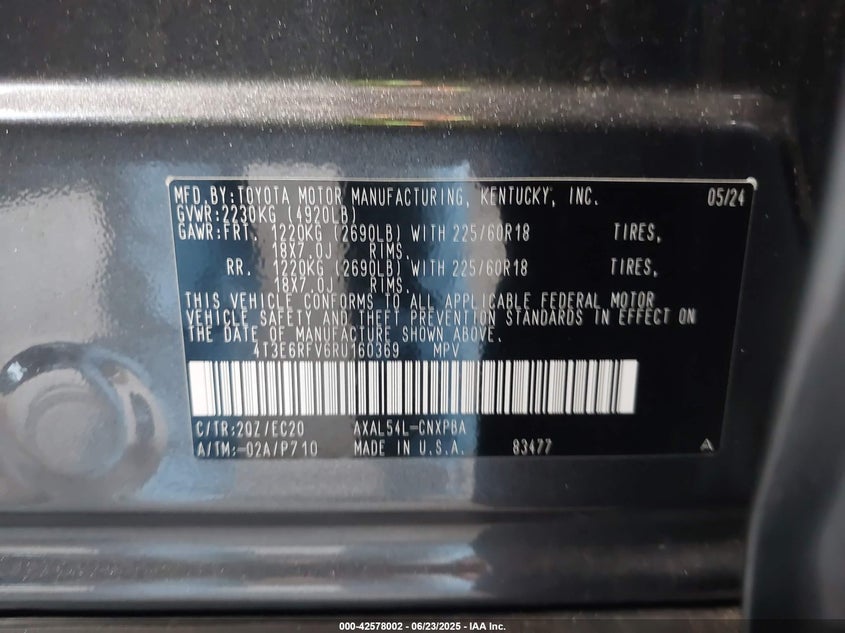 MFD.BY:TOYOTA MOTOR MANUFACTURING, KENTUCKY, INC. 05/24
GVWR:2230KG (4920LB)
GAWR:FRT. 1220KG (2690LB) WITH 225/60R18 TIRES,
18X7.0J RIMS.
RR. 1220KG (2690LB) WITH 225/60R18 TIRES,
18X7.0J RIMS.
THIS VEHICLE CONFORMS TO ALL APPLICABLE FEDERAL MOTOR
VEHICLE SAFETY AND THEFT PREVENTION STANDARDS IN EFFECT ON
THE DATE OF MANUFACTURE SHOWN ABOVE.
4T3E6RFV6RU160369 MPV
C/TR:20Z/EC20 AXAL54L-CNXPBA
A/TM:-02A/P710 MADE IN U.S.A. 83477 A
000-42578002 - 06/23/2025 - IAA Inc.